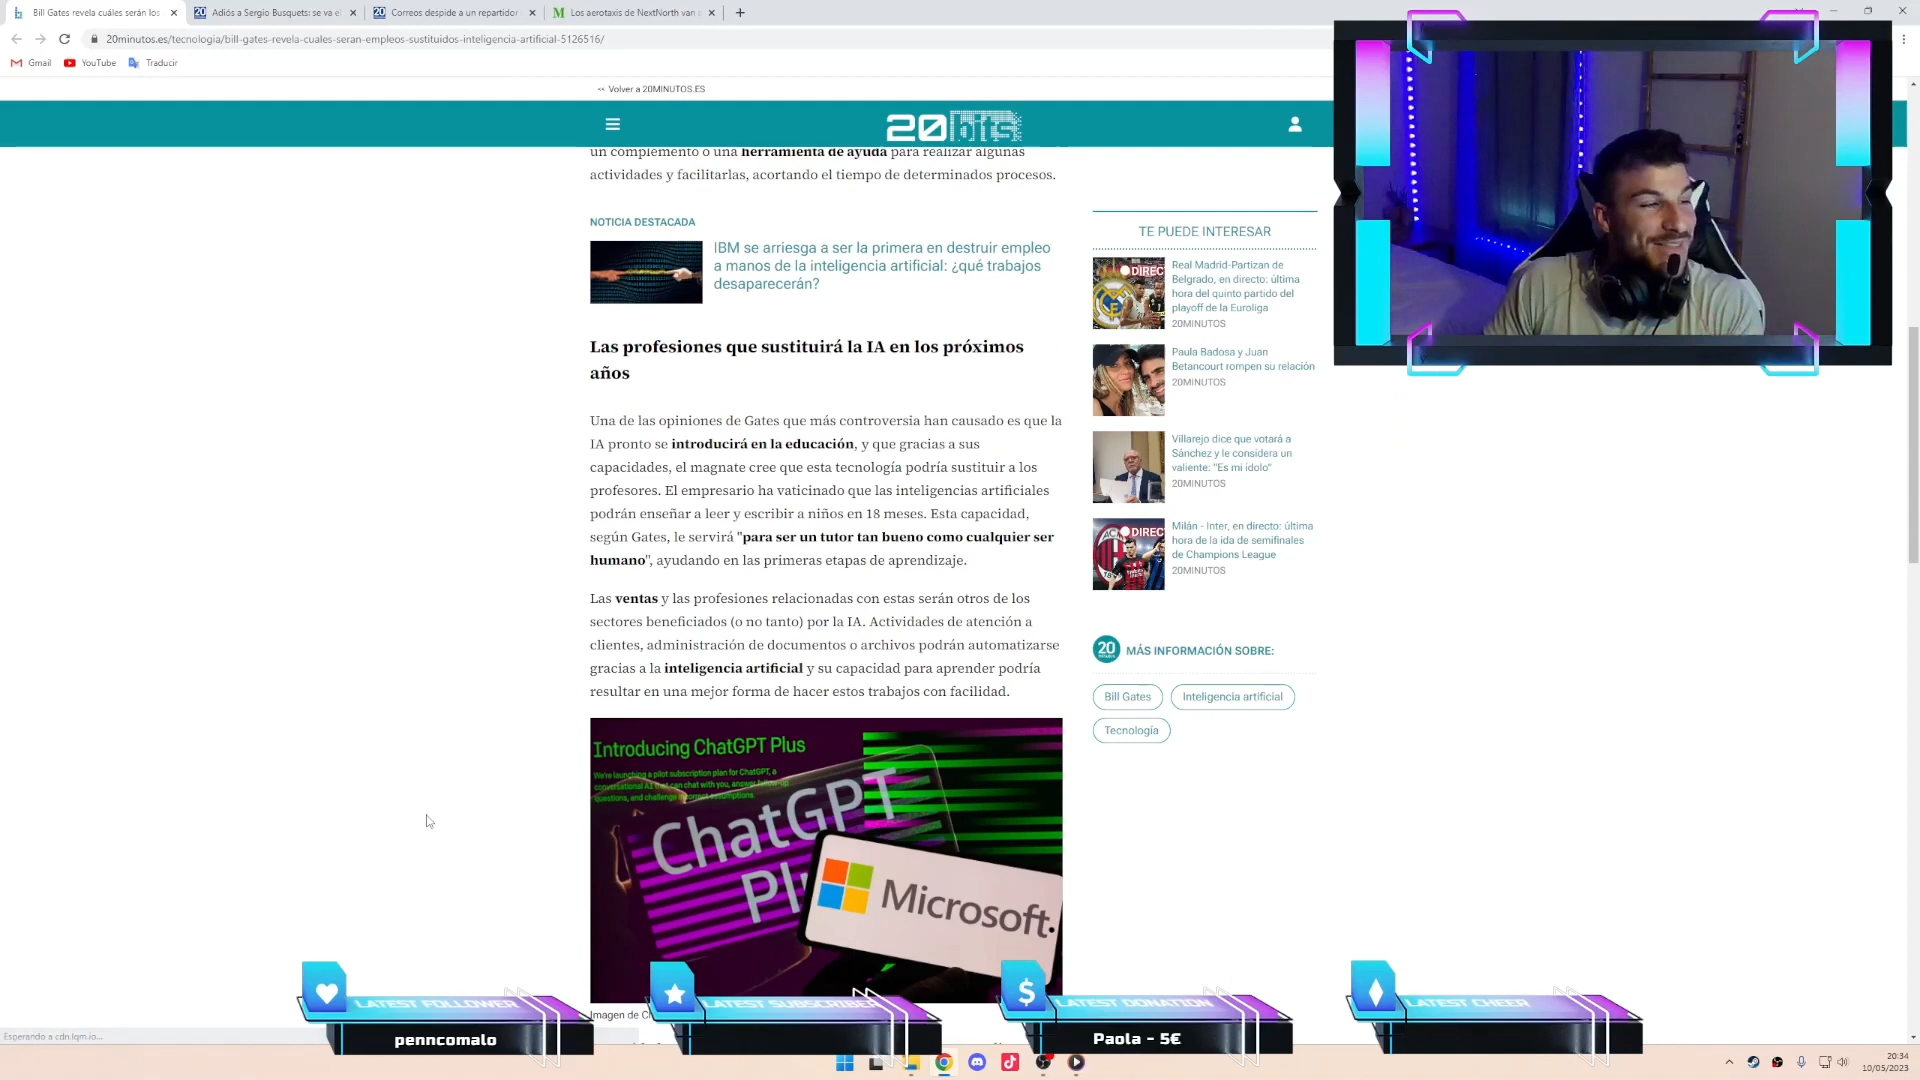 Bill Gates revela cuáles serán los
Adiós a Sergio Busquets: se va el
Correos despide a un repartidor
Los aerotaxis de NextNorth van a
20minutos.es/tecnologia/bill-gates-revela-cuales-seran-empleos-sustituidos-inteligencia-artificial-5126516/
Gmail
YouTube
Traducir
<< Volver a 20MINUTOS.ES
20bits
un complemento o una herramienta de ayuda para realizar algunas
actividades y facilitarlas, acortando el tiempo de determinados procesos.
NOTICIA DESTACADA
IBM se arriesga a ser la primera en destruir empleo
a manos de la inteligencia artificial: ¿qué trabajos
desaparecerán?
Las profesiones que sustituirá la IA en los próximos
años
Una de las opiniones de Gates que más controversia han causado es que la
IA pronto se introducirá en la educación, y que gracias a sus
capacidades, el magnate cree que esta tecnología podría sustituir a los
profesores. El empresario ha vaticinado que las inteligencias artificiales
podrán enseñar a leer y escribir a niños en 18 meses. Esta capacidad,
según Gates, le servirá "para ser un tutor tan bueno como cualquier ser
humano", ayudando en las primeras etapas de aprendizaje.
Las ventas y las profesiones relacionadas con estas serán otros de los
sectores beneficiados (o no tanto) por la IA. Actividades de atención a
clientes, administración de documentos o archivos podrán automatizarse
gracias a la inteligencia artificial y su capacidad para aprender podría
resultar en una mejor forma de hacer estos trabajos con facilidad.
Introducing ChatGPT Plus
We're launching a pilot subscription plan for ChatGPT, a
conversational AI that can chat with you, answer follow-up
questions, and challenge incorrect assumptions.
ChatGPT
Pl
Microsoft
Imagen de C
TE PUEDE INTERESAR
DIREC
Real Madrid-Partizan de
Belgrado, en directo: última
hora del quinto partido del
playoff de la Euroliga
20MINUTOS
Paula Badosa y Juan
Betancourt rompen su relación
20MINUTOS
Villarejo dice que votará a
Sánchez y le considera un
valiente: "Es mi ídolo"
20MINUTOS
DIREC
Milán - Inter, en directo: última
hora de la ida de semifinales
de Champions League
20MINUTOS
20
MÁS INFORMACIÓN SOBRE:
Bill Gates
Inteligencia artificial
Tecnología
LATEST FOLLOWER
penncomalo
LATEST SUBSCRIBER
$
LATEST DONATION
Paola - 5€
LATEST CHEER
Esperando a cdn.lqm.io...
20:34
10/05/2023